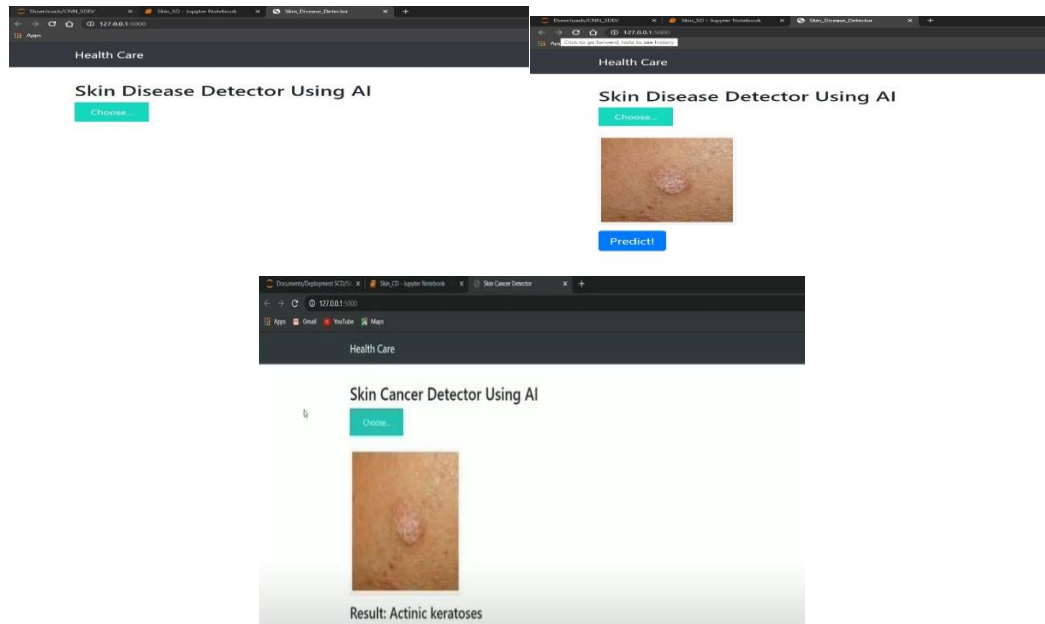 Downloads/CNN_SDD/
Skin_SD - Jupyter Notebook
Skin_Disease_Detector
127.0.0.1:5000
Apps
Health Care
Skin Disease Detector Using AI
Choose...
Downloads/CNN_SDD/
Skin_SD - Jupyter Notebook
Skin_Disease_Detector
127.0.0.1:5000
Click to go forward, hold to see history
Health Care
Skin Disease Detector Using AI
Choose...
Predict!
Documents/Deployment SCD/S
Skin_CD - Jupyter Notebook
Skin Cancer Detector
127.0.0.1:5000
Apps Gmail YouTube Maps
Health Care
Skin Cancer Detector Using AI
Choose...
Result: Actinic keratoses